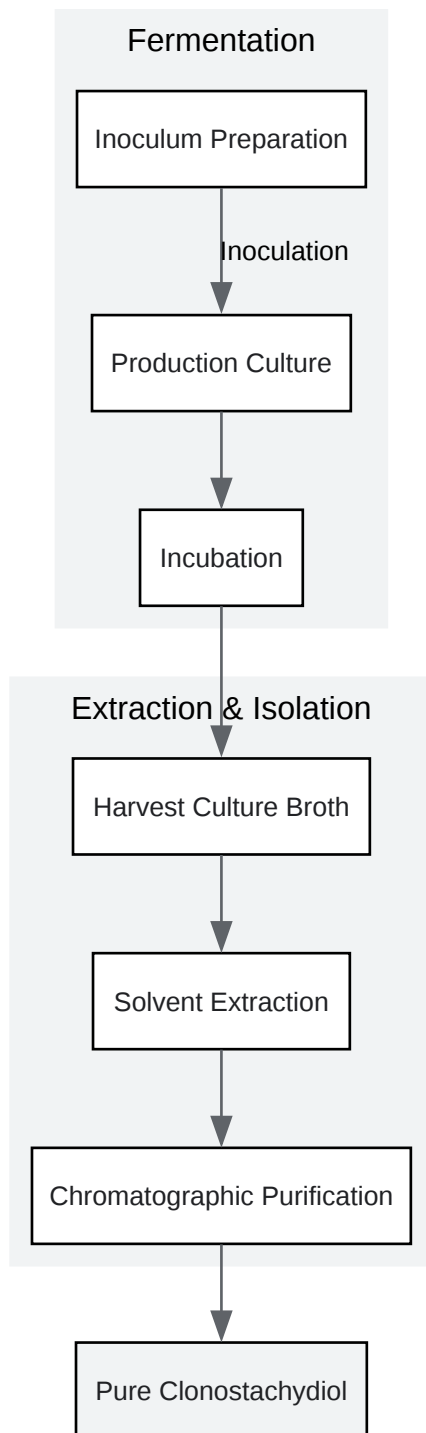 Fermentation
Inoculum Preparation
Inoculation
Production Culture
Incubation
Extraction & Isolation
Harvest Culture Broth
Solvent Extraction
Chromatographic Purification
Pure Clonostachydiol